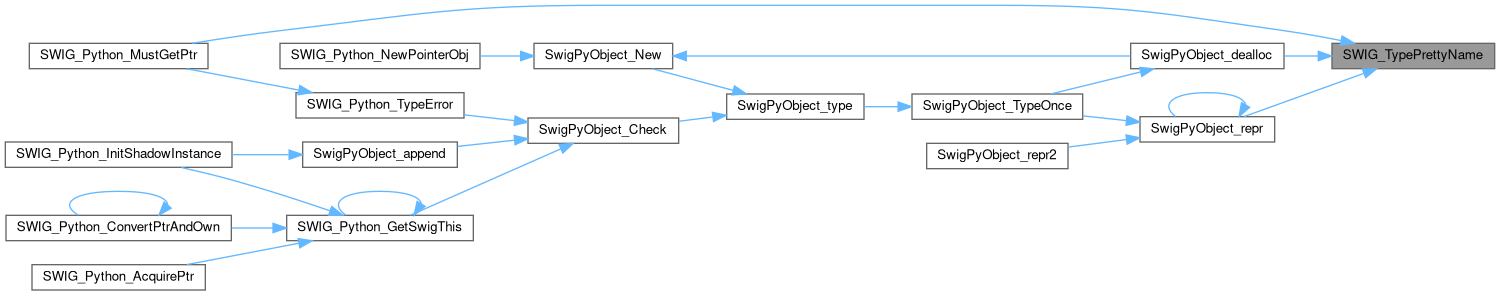 SWIG_Python_MustGetPtr
SWIG_Python_NewPointerObj
SwigPyObject_New
SwigPyObject_dealloc
SWIG_TypePrettyName
SWIG_Python_TypeError
SwigPyObject_type
SwigPyObject_TypeOnce
SwigPyObject_Check
SwigPyObject_repr
SWIG_Python_InitShadowInstance
SwigPyObject_append
SwigPyObject_repr2
SWIG_Python_ConvertPtrAndOwn
SWIG_Python_GetSwigThis
SWIG_Python_AcquirePtr